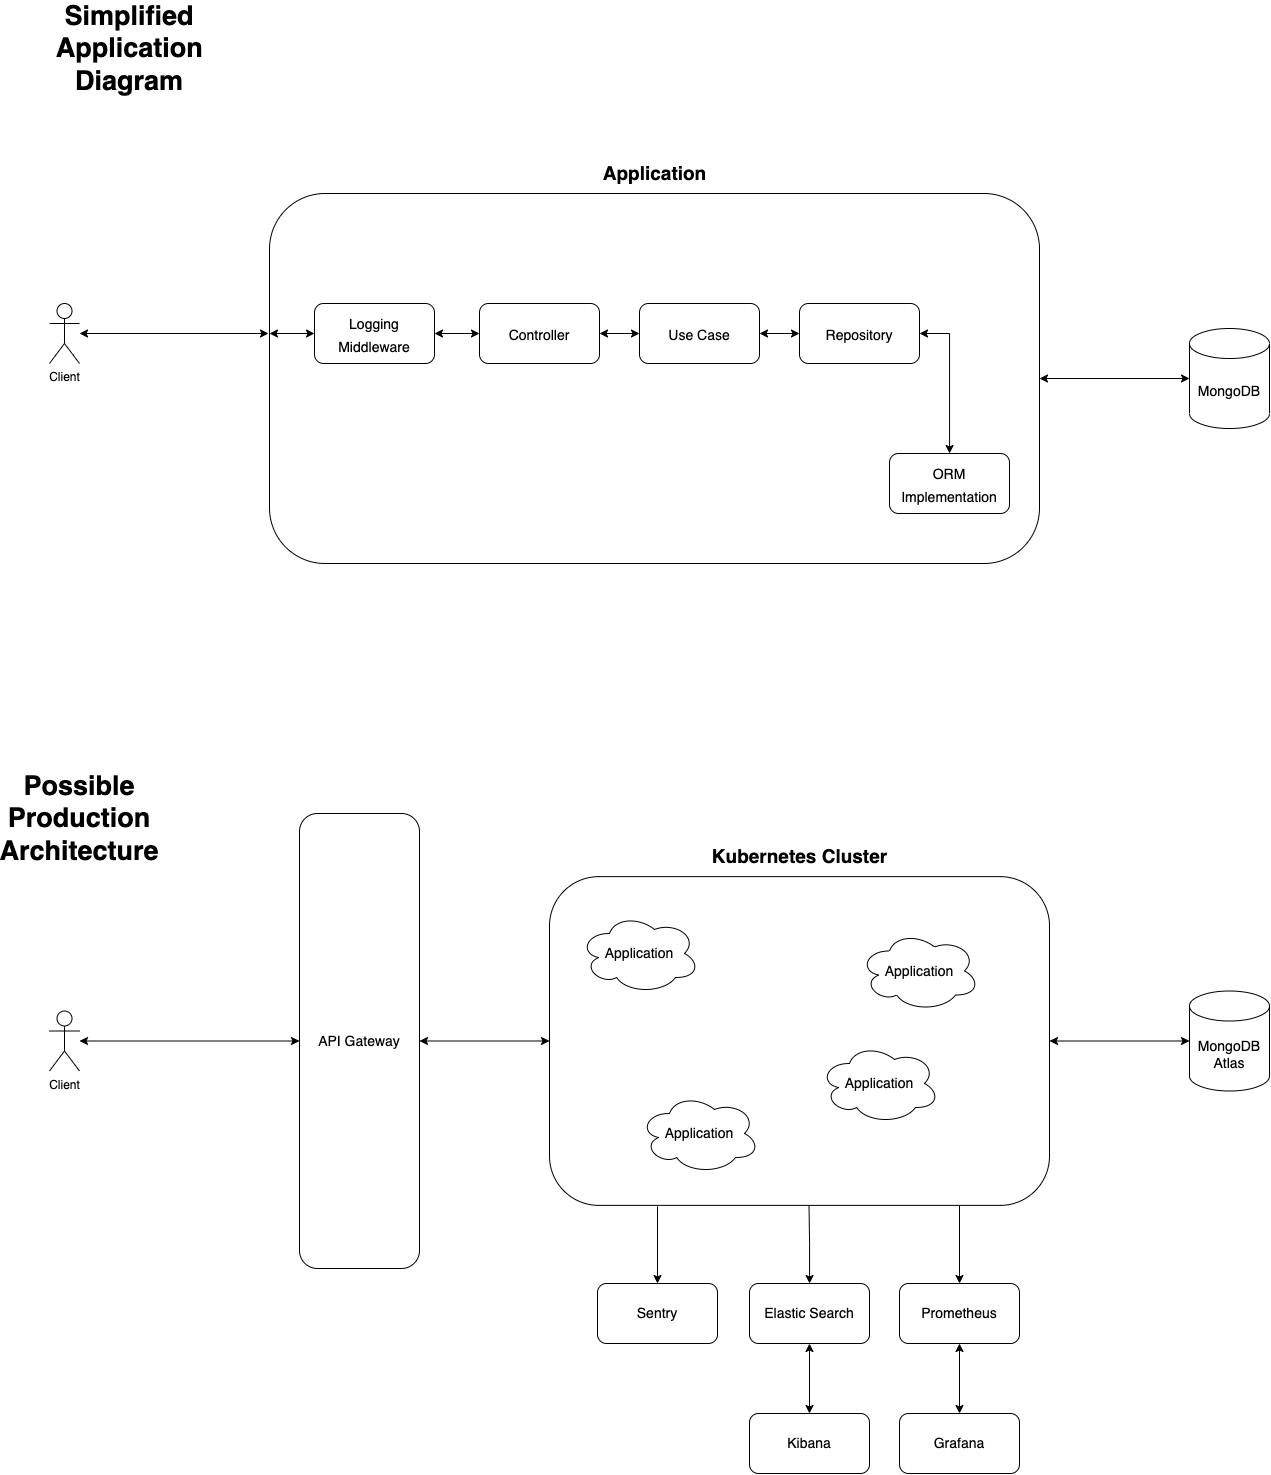 Simplified
Application
Diagram
Application
Client
Logging
Middleware
Controller
Use Case
Repository
ORM
Implementation
MongoDB
Possible
Production
Architecture
Kubernetes Cluster
Client
API Gateway
Application
Application
Application
Application
MongoDB
Atlas
Sentry
Elastic Search
Prometheus
Kibana
Grafana